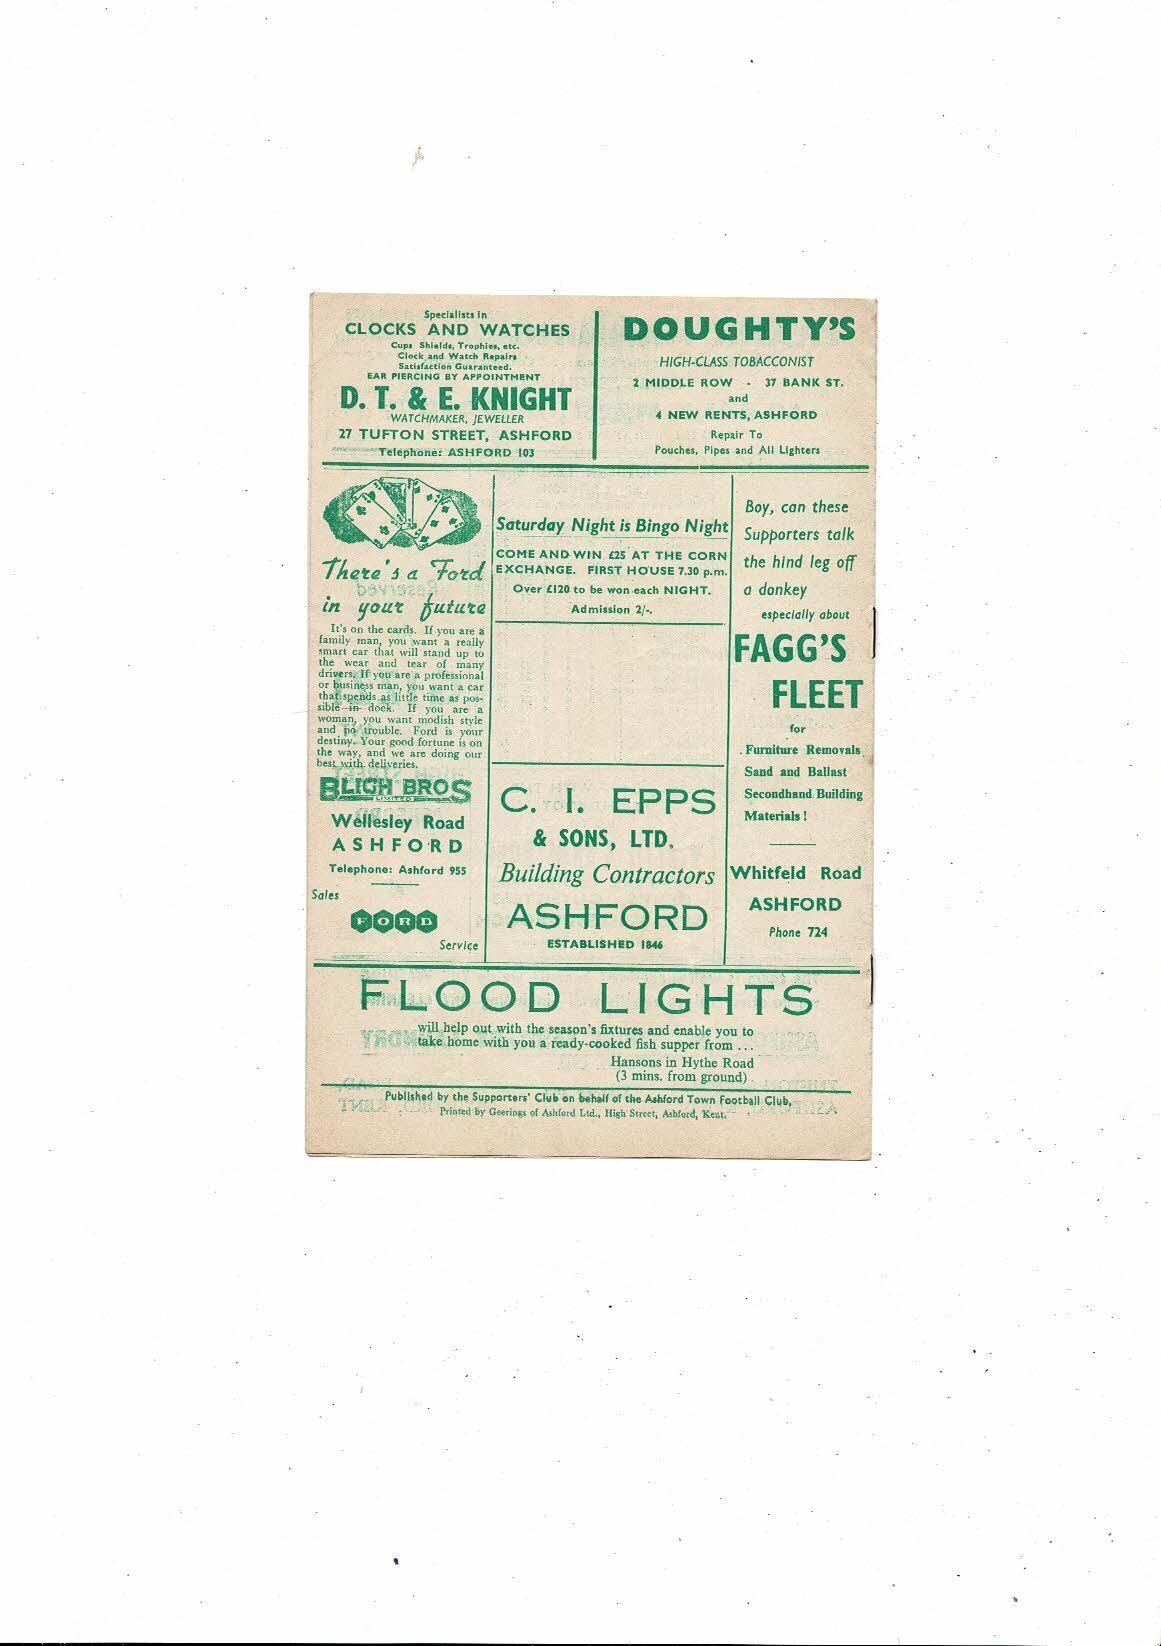 Specialists in
CLOCKS AND WATCHES
Cups Shields, Trophies, etc.
Clock and Watch Repairs
Satisfaction Guaranteed.
EAR PIERCING BY APPOINTMENT
D. T. & E. KNIGHT
WATCHMAKER, JEWELLER
27 TUFTON STREET, ASHFORD
Telephone: ASHFORD 103
DOUGHTY'S
HIGH-CLASS TOBACCONIST
2 MIDDLE ROW - 37 BANK ST.
and
4 NEW RENTS, ASHFORD
Repair To
Pouches, Pipes and All Lighters
There's a Ford
in your future
It's on the cards. If you are a
family man, you want a really
smart car that will stand up to
the wear and tear of many
drivers. If you are a professional
or business man, you want a car
that spends as little time as pos-
sible in dock. If you are a
woman, you want modish style
and no trouble. Ford is your
destiny. Your good fortune is on
the way, and we are doing our
best with deliveries.
BLIGH BROS
LIMITED
Wellesley Road
ASHFORD
Telephone: Ashford 955
Sales
FORD
Service
Saturday Night is Bingo Night
COME AND WIN £25 AT THE CORN
EXCHANGE. FIRST HOUSE 7.30 p.m.
Over £120 to be won each NIGHT.
Admission 2/-.
C. I. EPPS
& SONS, LTD.
Building Contractors
ASHFORD
ESTABLISHED 1846
Boy, can these
Supporters talk
the hind leg off
a donkey
especially about
FAGG'S
FLEET
for
Furniture Removals
Sand and Ballast
Secondhand Building
Materials!
Whitfeld Road
ASHFORD
Phone 724
FLOOD LIGHTS
will help out with the season's fixtures and enable you to
take home with you a ready-cooked fish supper from ...
Hansons in Hythe Road
(3 mins. from ground)
Published by the Supporters' Club on behalf of the Ashford Town Football Club,
Printed by Geerings of Ashford Ltd., High Street, Ashford, Kent.